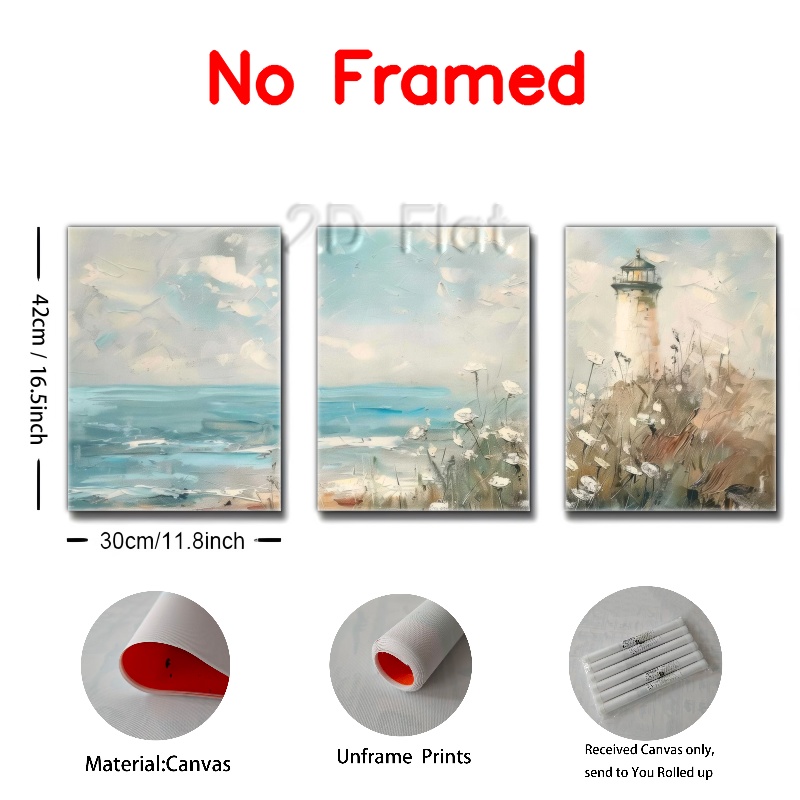 No Framed
2D Flat
42cm / 16.5inch
30cm/11.8inch
Material:Canvas
Unframe Prints
Received Canvas only,
send to You Rolled up